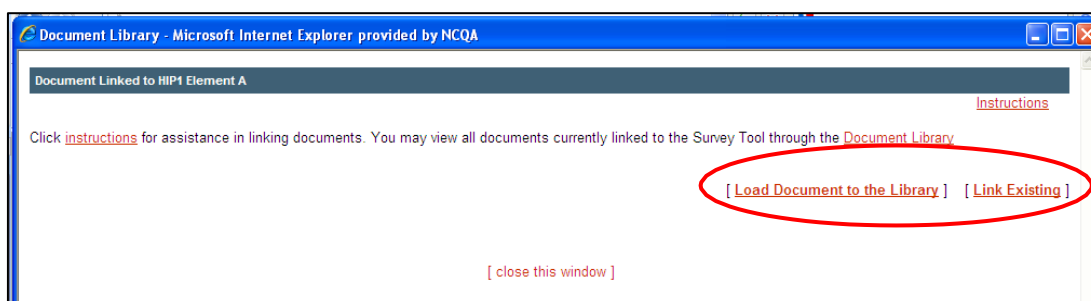 Document Library - Microsoft Internet Explorer provided by NCQA
Document Linked to HIP1 Element A
Instructions
Click instructions for assistance in linking documents. You may view all documents currently linked to the Survey Tool through the Document Library
[ Load Document to the Library ] [ Link Existing ]
[ close this window ]